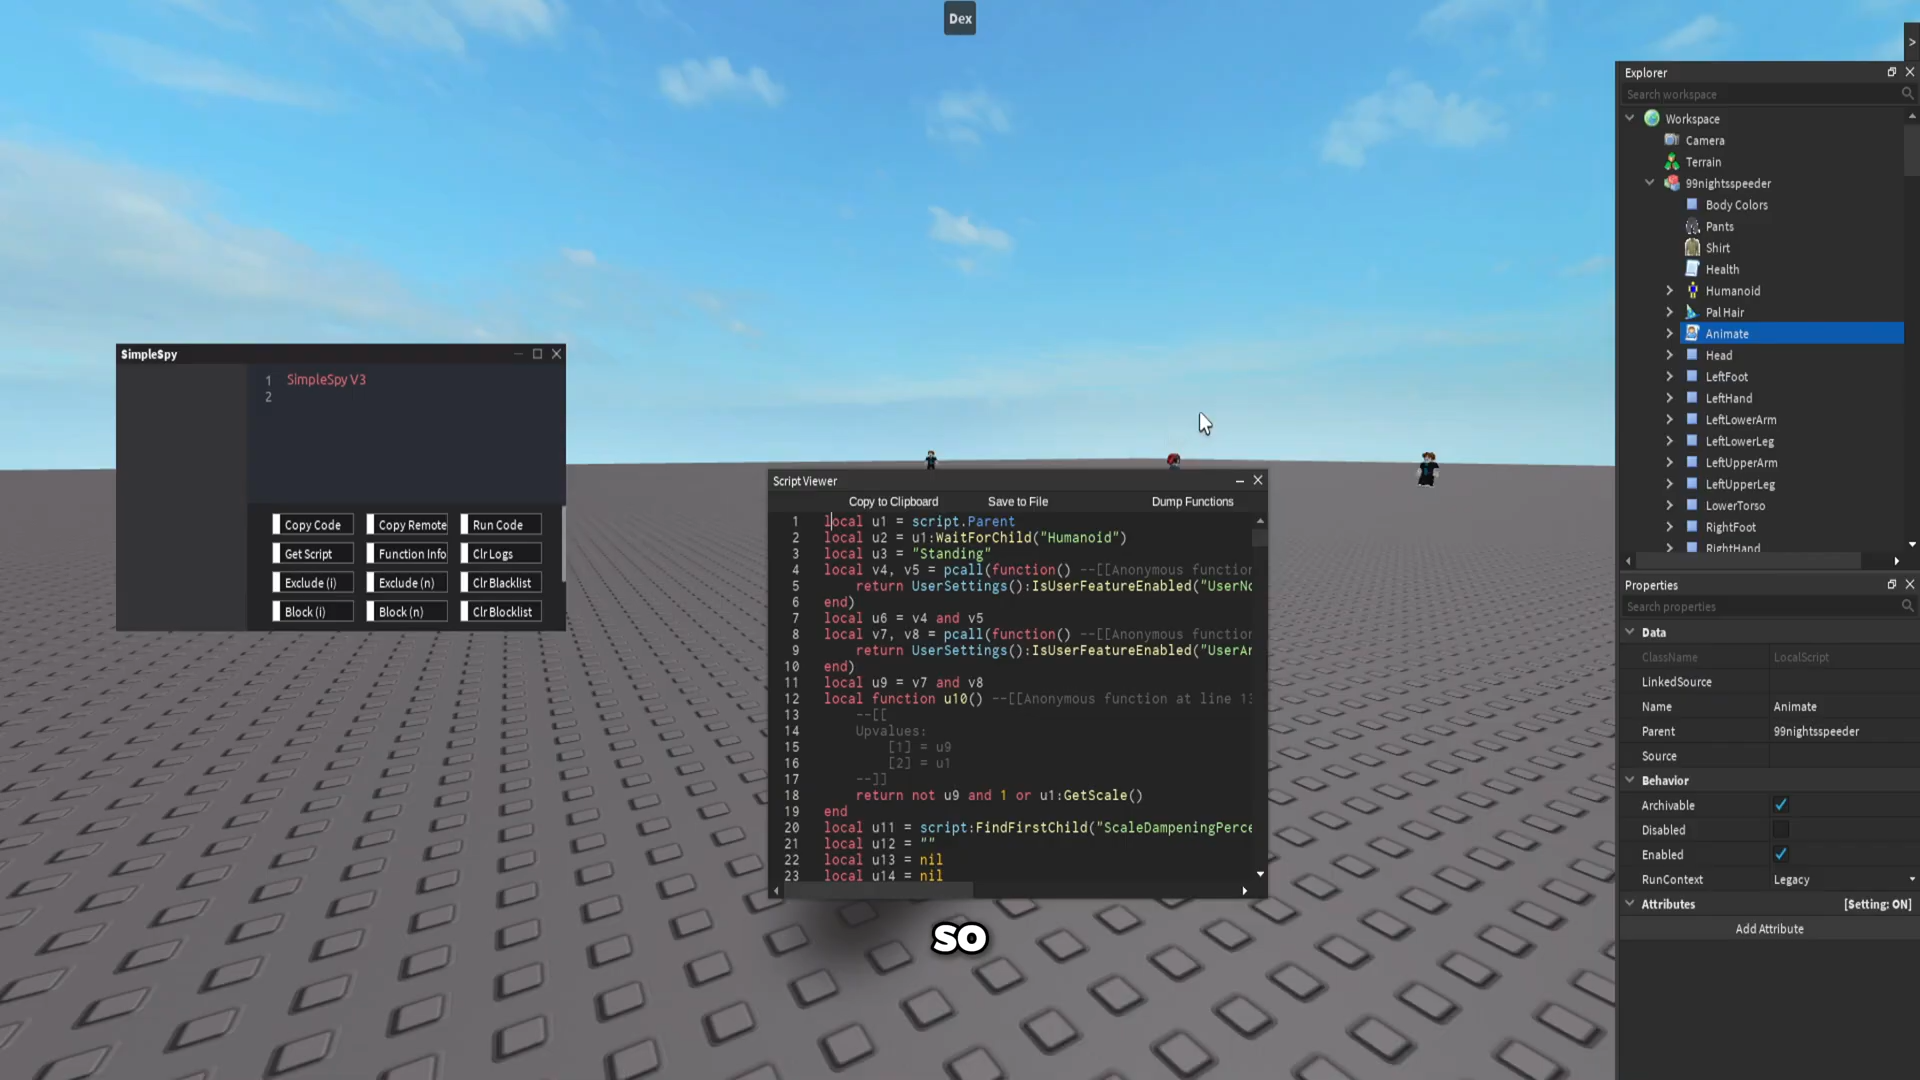 Dex
>
Explorer
Search workspace
Workspace
Camera
Terrain
99nightsspeeder
Body Colors
Pants
Shirt
Health
Humanoid
Pal Hair
Animate
Head
LeftFoot
LeftHand
LeftLowerArm
LeftLowerLeg
LeftUpperArm
LeftUpperLeg
LowerTorso
RightFoot
RightHand
Properties
Search properties
Data
ClassName LocalScript
LinkedSource
Name Animate
Parent 99nightsspeeder
Source
Behavior
Archivable
Disabled
Enabled
RunContext Legacy
Attributes [Setting: ON]
Add Attribute
SimpleSpy
1 SimpleSpy V3
2
Copy Code Copy Remote Run Code
Get Script Function Info Clr Logs
Exclude (i) Exclude (n) Clr Blacklist
Block (i) Block (n) Clr Blocklist
Script Viewer
Copy to Clipboard Save to File Dump Functions
1 local u1 = script.Parent
2 local u2 = u1:WaitForChild("Humanoid")
3 local u3 = "Standing"
4 local v4, v5 = pcall(function() --[[Anonymous function
5 return UserSettings():IsUserFeatureEnabled("UserNo
6 end)
7 local u6 = v4 and v5
8 local v7, v8 = pcall(function() --[[Anonymous function
9 return UserSettings():IsUserFeatureEnabled("UserAn
10 end)
11 local u9 = v7 and v8
12 local function u10() --[[Anonymous function at line 13
13 --[[
14 Upvalues:
15 [1] = u9
16 [2] = u1
17 --]]
18 return not u9 and 1 or u1:GetScale()
19 end
20 local u11 = script:FindFirstChild("ScaleDampeningPerce
21 local u12 = ""
22 local u13 = nil
23 local u14 = nil
SO